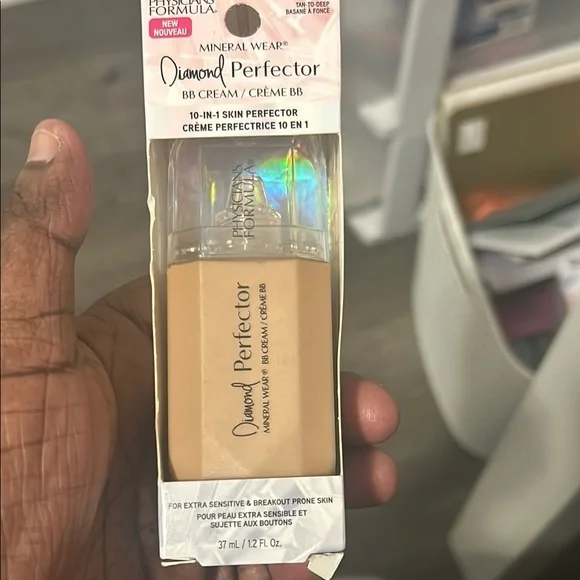 PHYSICIANS
FORMULA®
NEW
NOUVEAU
TAN-TO-DEEP
BASANÉ À FONCÉ
MINERAL WEAR®
Diamond Perfector
BB CREAM / CRÈME BB
10-IN-1 SKIN PERFECTOR
CRÈME PERFECTRICE 10 EN 1
PHYSICIANS
FORMULA®
Diamond Perfector
MINERAL WEAR® BB CREAM / CRÈME BB
FOR EXTRA SENSITIVE & BREAKOUT PRONE SKIN
POUR PEAU EXTRA SENSIBLE ET
SUJETTE AUX BOUTONS
37 mL / 1.2 Fl. Oz.